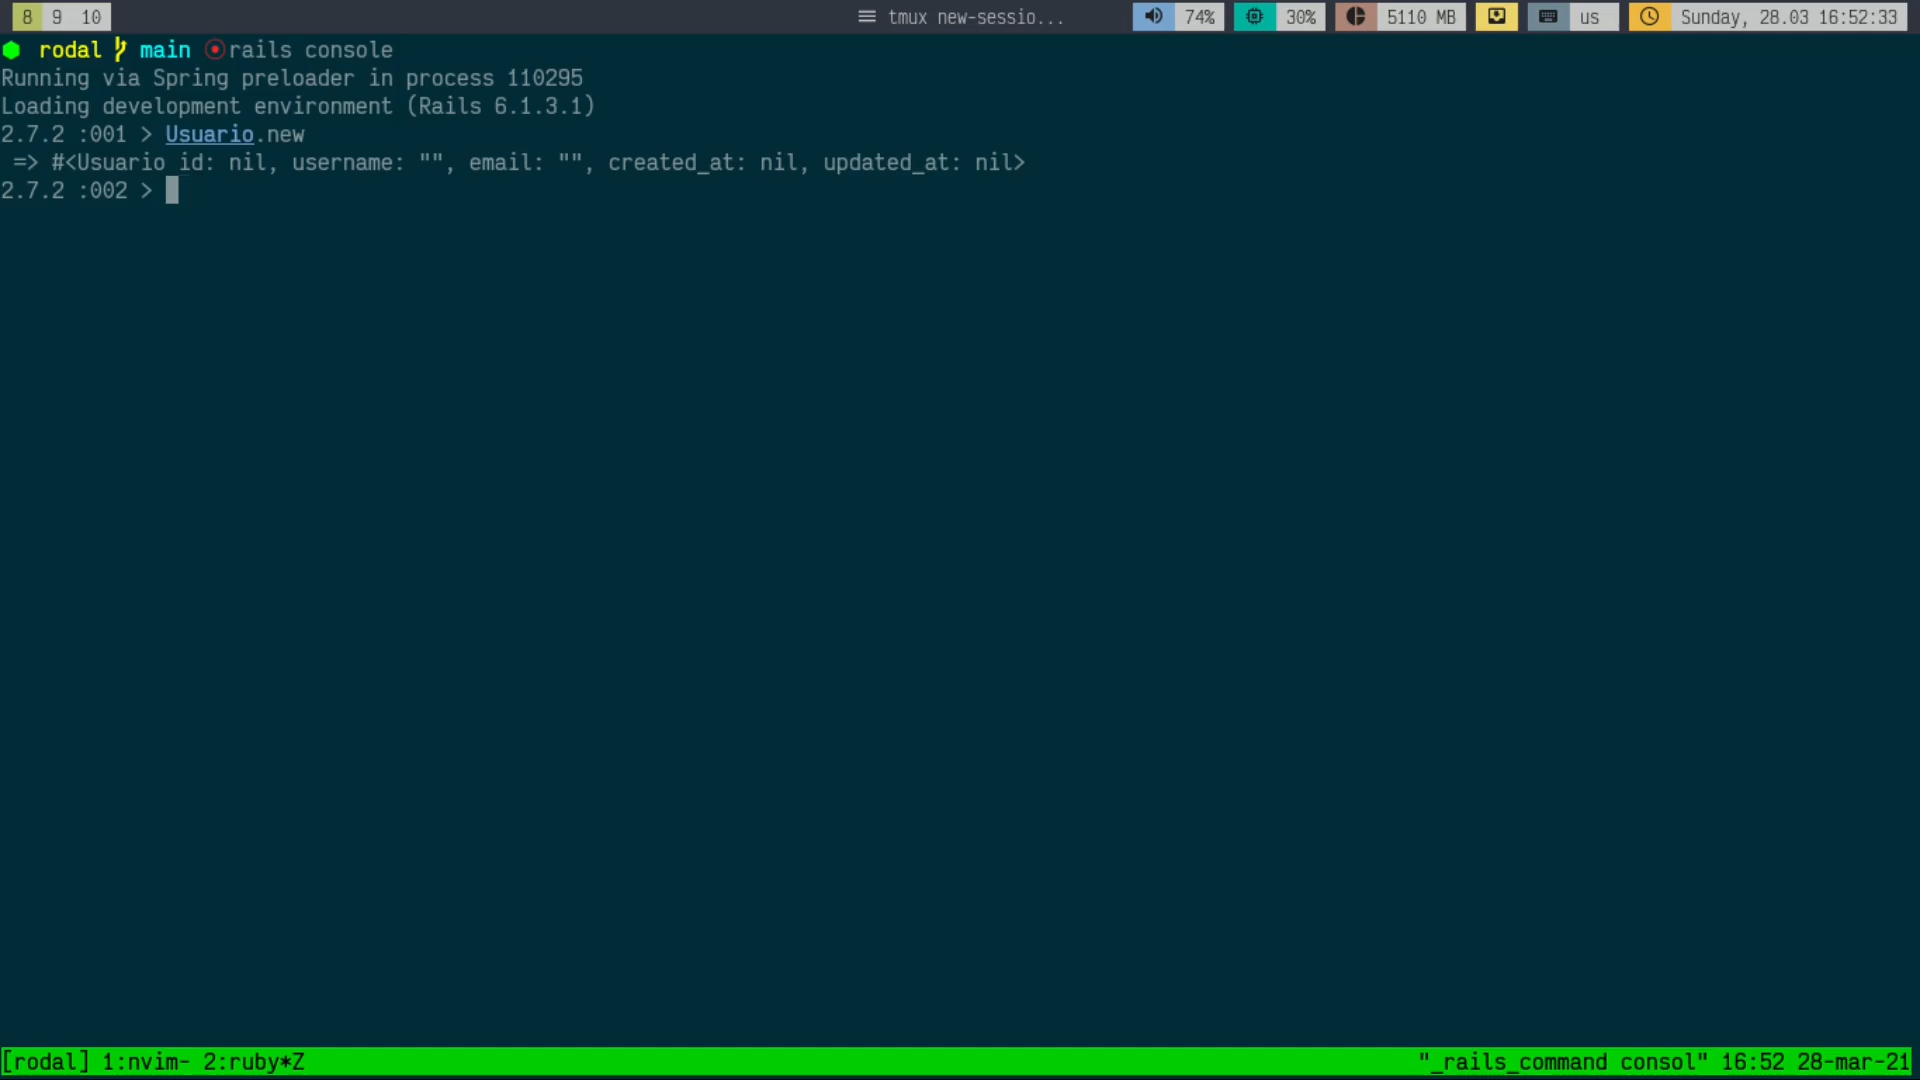 8 9 10 tmux new-sessio... 74% 30% 5110 MB us Sunday, 28.03 16:52:33
rodal main rails console
Running via Spring preloader in process 110295
Loading development environment (Rails 6.1.3.1)
2.7.2 :001 > Usuario.new
=> #<Usuario id: nil, username: "", email: "", created_at: nil, updated_at: nil>
2.7.2 :002 >
[rodal] 1:nvim- 2:ruby*Z "_rails_command consol" 16:52 28-mar-21